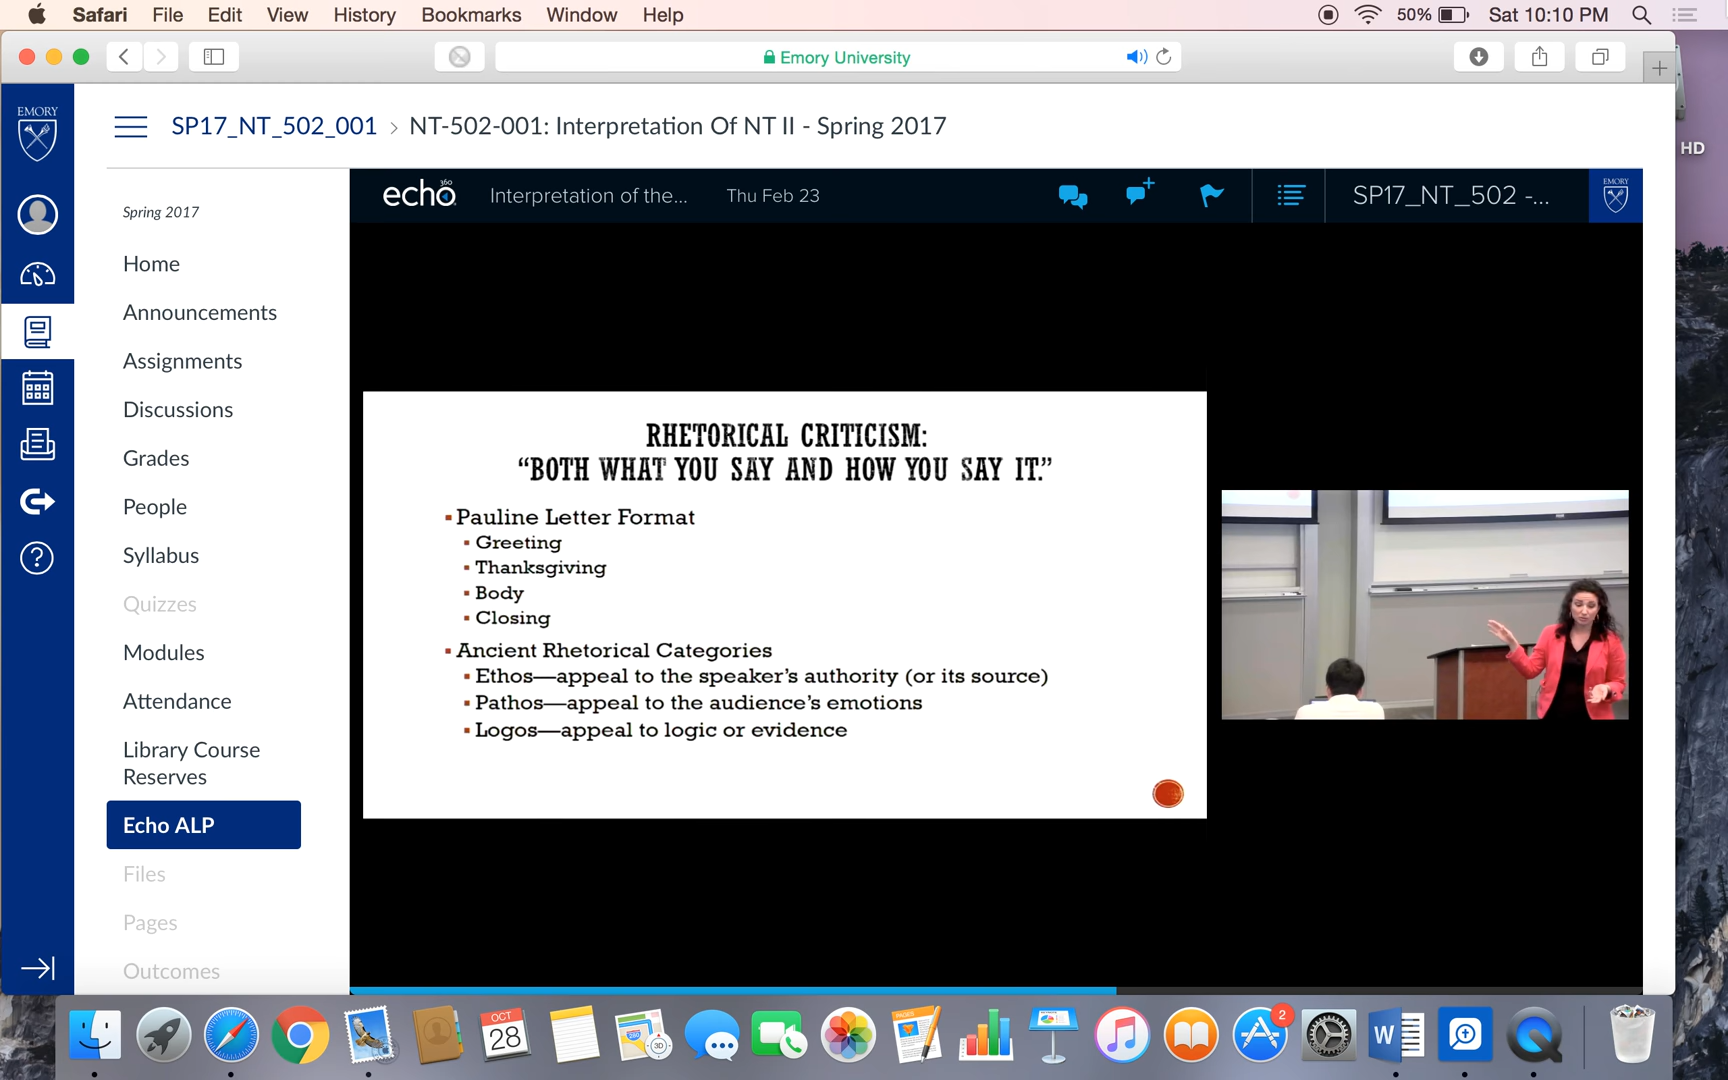 Safari File Edit View History Bookmarks Window Help 50% Sat 10:10 PM
Emory University
HD
EMORY
SP17_NT_502_001 › NT-502-001: Interpretation Of NT II - Spring 2017
Spring 2017
Home
Announcements
Assignments
Discussions
Grades
People
Syllabus
Quizzes
Modules
Attendance
Library Course
Reserves
Echo ALP
Files
Pages
Outcomes
echo360 Interpretation of the... Thu Feb 23 SP17_NT_502 -... EMORY
RHETORICAL CRITICISM:
“BOTH WHAT YOU SAY AND HOW YOU SAY IT.”
▪ Pauline Letter Format
▪ Greeting
▪ Thanksgiving
▪ Body
▪ Closing
▪ Ancient Rhetorical Categories
▪ Ethos—appeal to the speaker’s authority (or its source)
▪ Pathos—appeal to the audience’s emotions
▪ Logos—appeal to logic or evidence
OCT
28
3D
PAGES
2
W